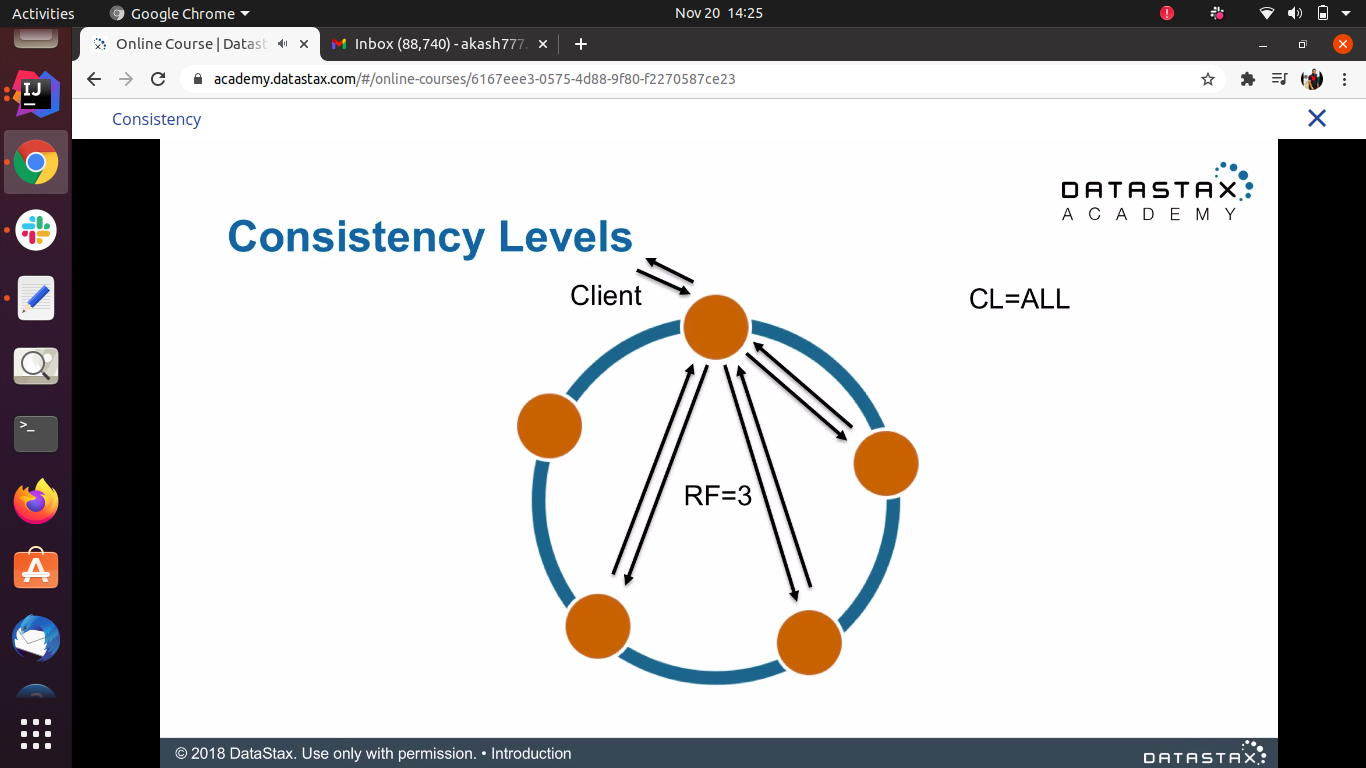 Activities
Google Chrome
Nov 20 14:25
Online Course | Datast
Inbox (88,740) - akash777.
academy.datastax.com/#/online-courses/6167eee3-0575-4d88-9f80-f2270587ce23
Consistency
DATASTAX
ACADEMY
Consistency Levels
Client
CL=ALL
RF=3
© 2018 DataStax. Use only with permission. • Introduction
DATASTAX
IJ
>_